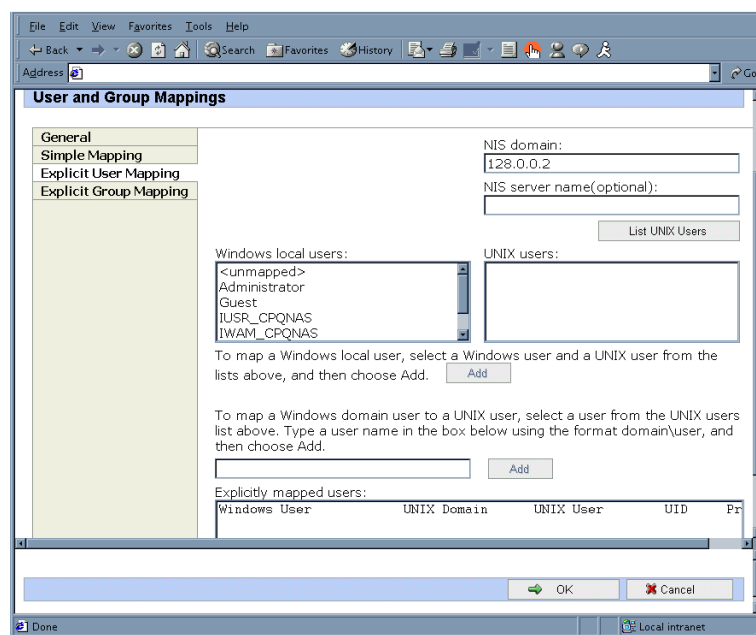 File Edit View Favorites Tools Help
Back Search Favorites History
Address Go
User and Group Mappings
General
Simple Mapping
Explicit User Mapping
Explicit Group Mapping
NIS domain:
128.0.0.2
NIS server name(optional):
List UNIX Users
Windows local users: UNIX users:
<unmapped>
Administrator
Guest
IUSR_CPQNAS
IWAM_CPQNAS
To map a Windows local user, select a Windows user and a UNIX user from the
lists above, and then choose Add. Add
To map a Windows domain user to a UNIX user, select a user from the UNIX users
list above. Type a user name in the box below using the format domain\user, and
then choose Add.
Add
Explicitly mapped users:
Windows User UNIX Domain UNIX User UID Pr
OK Cancel
Done Local intranet